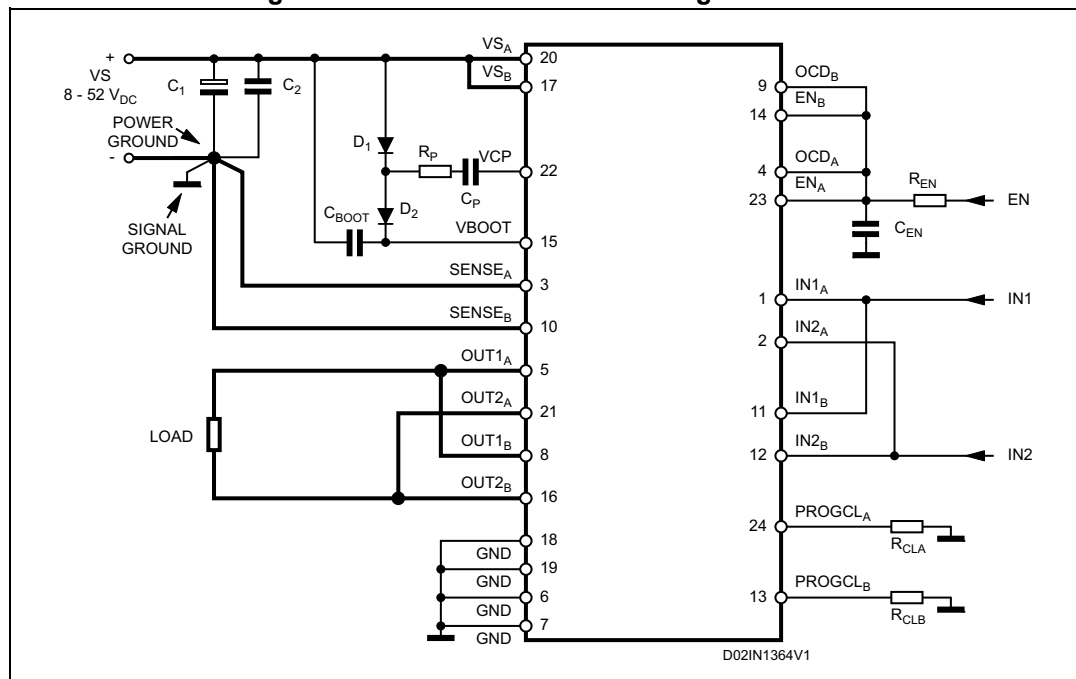 VS_A
20
VS_B
17
+
VS
8 - 52 V_DC
C_1
C_2
POWER
GROUND
-
SIGNAL
GROUND
D_1
R_P
C_P
VCP
22
D_2
C_BOOT
VBOOT
15
SENSE_A
3
SENSE_B
10
OUT1_A
5
OUT2_A
21
OUT1_B
8
OUT2_B
16
LOAD
18
GND
19
GND
6
GND
7
GND
9
OCD_B
14
EN_B
4
OCD_A
23
EN_A
R_EN
EN
C_EN
1
IN1_A
IN1
2
IN2_A
11
IN1_B
12
IN2_B
IN2
24
PROGCL_A
R_CLA
13
PROGCL_B
R_CLB
D02IN1364V1